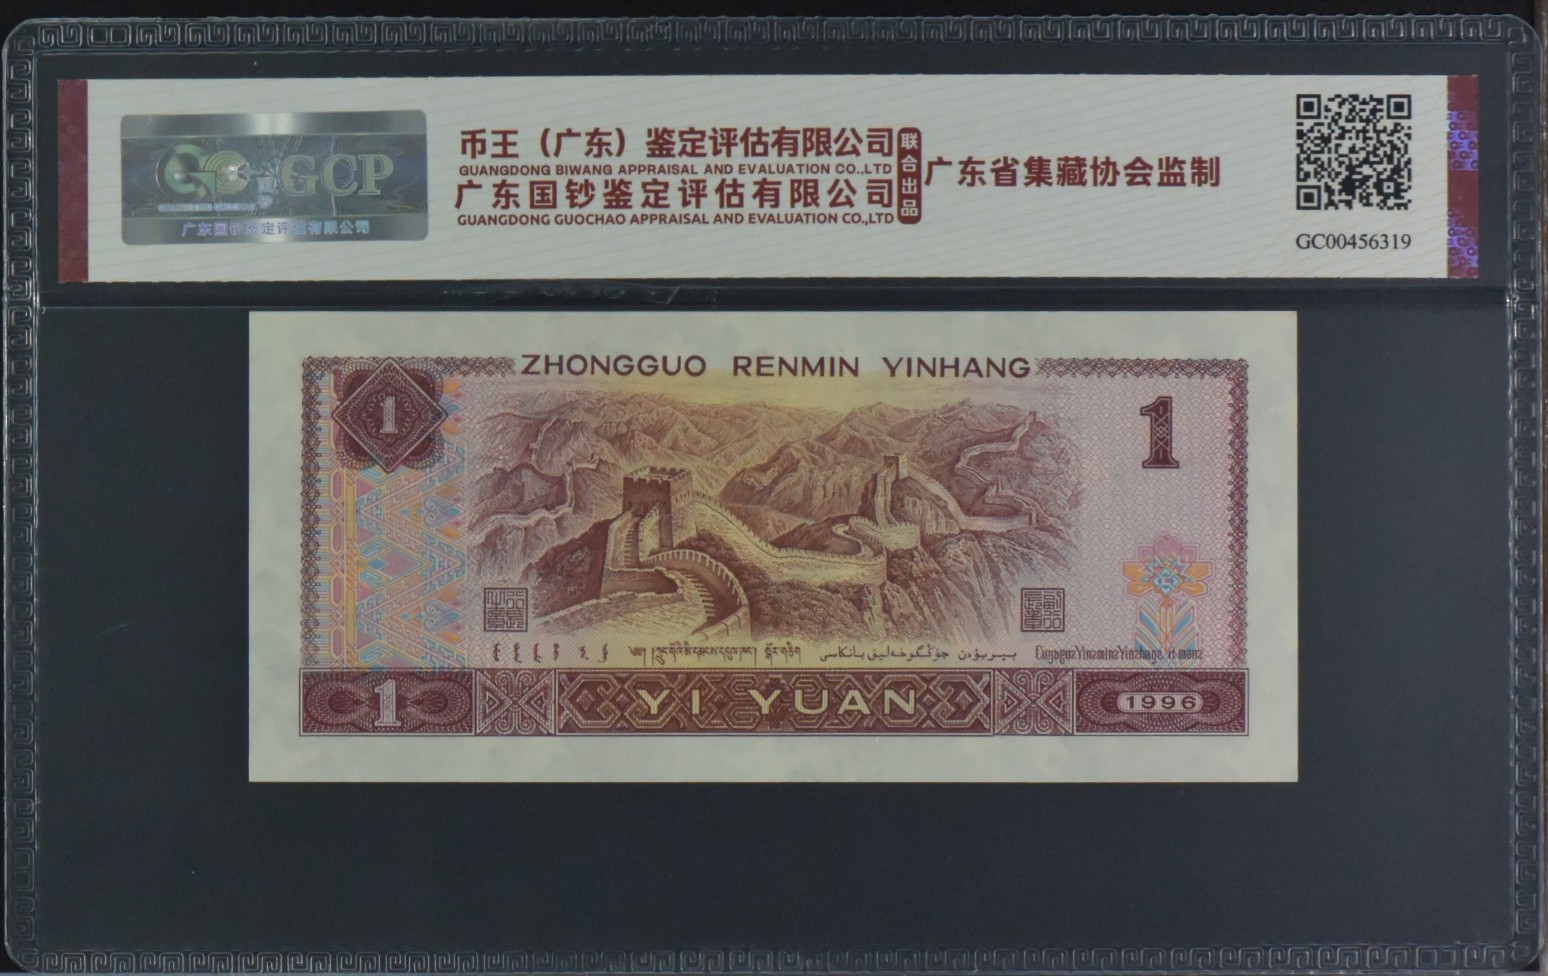 GCP
广东国钞鉴定评估有限公司
币王（广东）鉴定评估有限公司
GUANGDONG BIWANG APPRAISAL AND EVALUATION CO.,LTD
广东国钞鉴定评估有限公司
GUANGDONG GUOCHAO APPRAISAL AND EVALUATION CO.,LTD
联合出品
广东省集藏协会监制
GC00456319
ZHONGGUO RENMIN YINHANG
1
1
1
YI YUAN
1996